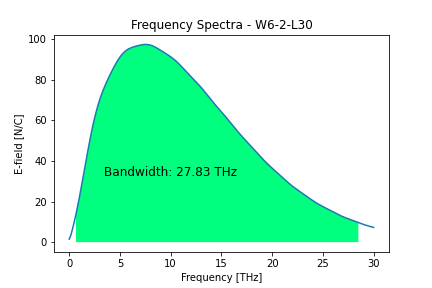 Frequency Spectra - W6-2-L30
100
80
60
40
20
0
E-field [N/C]
Bandwidth: 27.83 THz
0 5 10 15 20 25 30
Frequency [THz]